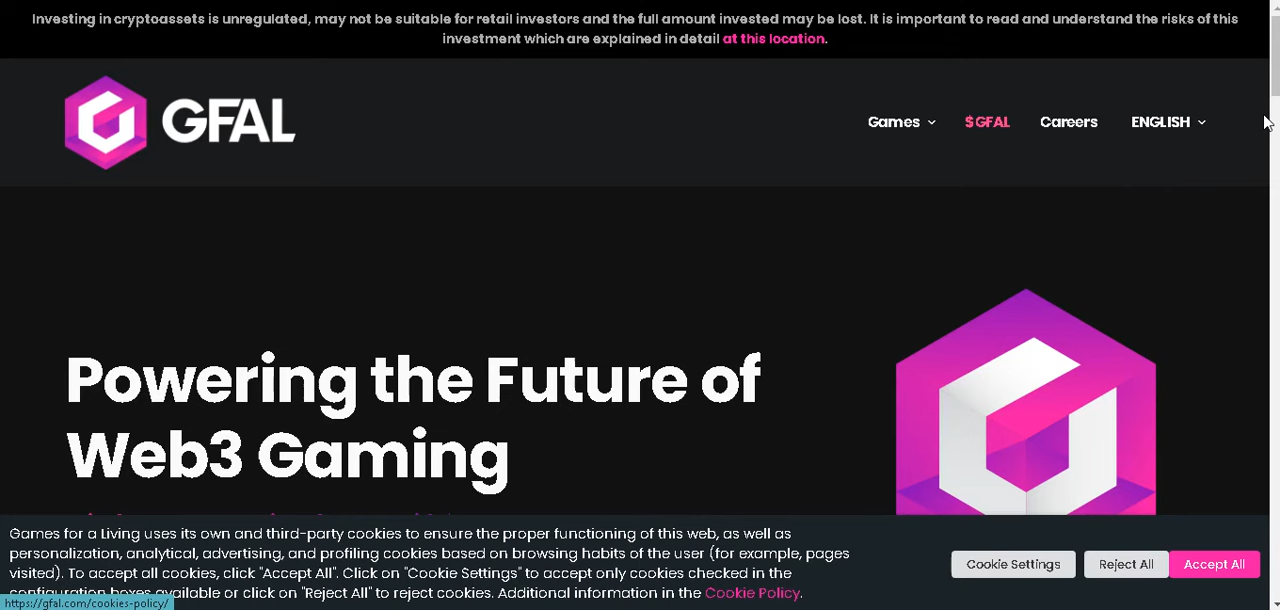 Investing in cryptoassets is unregulated, may not be suitable for retail investors and the full amount invested may be lost. It is important to read and understand the risks of this
investment which are explained in detail at this location.
GFAL
Games
$GFAL
Careers
ENGLISH
Powering the Future of
Web3 Gaming
Games for a Living uses its own and third-party cookies to ensure the proper functioning of this web, as well as
personalization, analytical, advertising, and profiling cookies based on browsing habits of the user (for example, pages
visited). To accept all cookies, click "Accept All". Click on "Cookie Settings" to accept only cookies checked in the
configuration boxes available or click on "Reject All" to reject cookies. Additional information in the Cookie Policy.
Cookie Settings
Reject All
Accept All
https://gfal.com/cookies-policy/